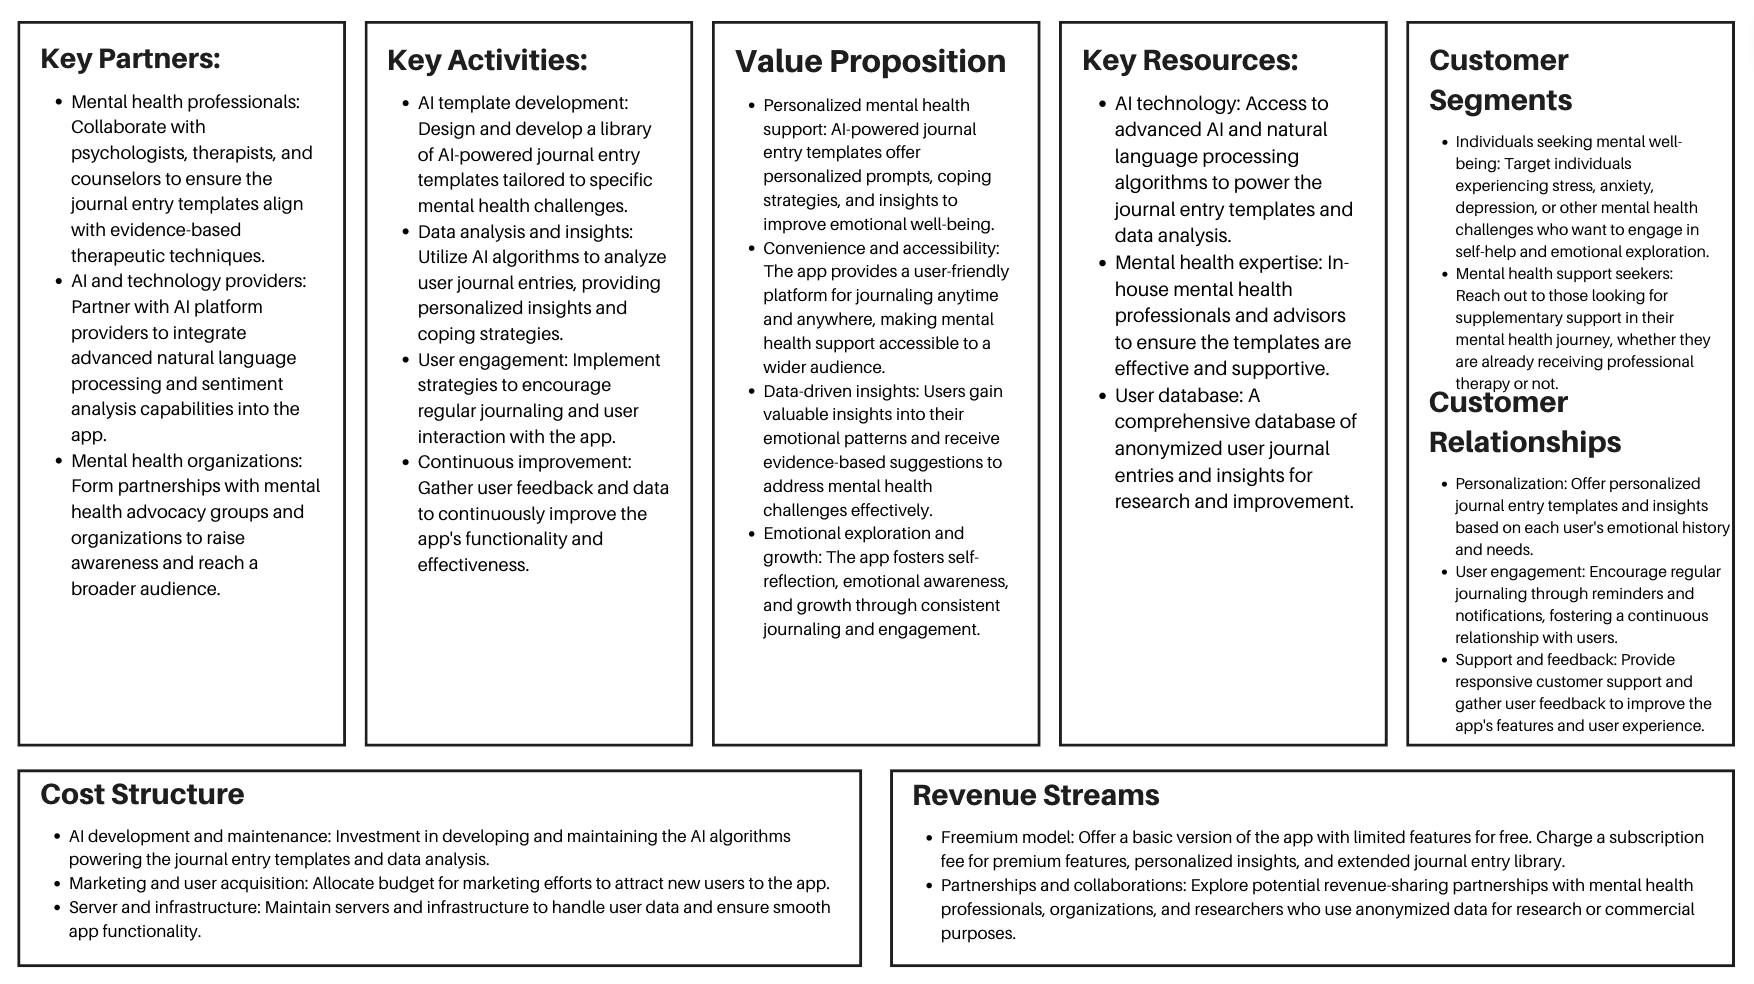 Key Partners:
Mental health professionals:
Collaborate with
psychologists, therapists, and
counselors to ensure the
journal entry templates align
with evidence-based
therapeutic techniques.
AI and technology providers:
Partner with AI platform
providers to integrate
advanced natural language
processing and sentiment
analysis capabilities into the
app.
Mental health organizations:
Form partnerships with mental
health advocacy groups and
organizations to raise
awareness and reach a
broader audience.
Key Activities:
AI template development:
Design and develop a library
of AI-powered journal entry
templates tailored to specific
mental health challenges.
Data analysis and insights:
Utilize AI algorithms to analyze
user journal entries, providing
personalized insights and
coping strategies.
User engagement: Implement
strategies to encourage
regular journaling and user
interaction with the app.
Continuous improvement:
Gather user feedback and data
to continuously improve the
app's functionality and
effectiveness.
Value Proposition
Personalized mental health
support: AI-powered journal
entry templates offer
personalized prompts, coping
strategies, and insights to
improve emotional well-being.
Convenience and accessibility:
The app provides a user-friendly
platform for journaling anytime
and anywhere, making mental
health support accessible to a
wider audience.
Data-driven insights: Users gain
valuable insights into their
emotional patterns and receive
evidence-based suggestions to
address mental health
challenges effectively.
Emotional exploration and
growth: The app fosters self-
reflection, emotional awareness,
and growth through consistent
journaling and engagement.
Key Resources:
AI technology: Access to
advanced AI and natural
language processing
algorithms to power the
journal entry templates and
data analysis.
Mental health expertise: In-
house mental health
professionals and advisors
to ensure the templates are
effective and supportive.
User database: A
comprehensive database of
anonymized user journal
entries and insights for
research and improvement.
Customer
Segments
Individuals seeking mental well-
being: Target individuals
experiencing stress, anxiety,
depression, or other mental health
challenges who want to engage in
self-help and emotional exploration.
Mental health support seekers:
Reach out to those looking for
supplementary support in their
mental health journey, whether they
are already receiving professional
therapy or not.
Customer
Relationships
Personalization: Offer personalized
journal entry templates and insights
based on each user's emotional history
and needs.
User engagement: Encourage regular
journaling through reminders and
notifications, fostering a continuous
relationship with users.
Support and feedback: Provide
responsive customer support and
gather user feedback to improve the
app's features and user experience.
Cost Structure
AI development and maintenance: Investment in developing and maintaining the AI algorithms
powering the journal entry templates and data analysis.
Marketing and user acquisition: Allocate budget for marketing efforts to attract new users to the app.
Server and infrastructure: Maintain servers and infrastructure to handle user data and ensure smooth
app functionality.
Revenue Streams
Freemium model: Offer a basic version of the app with limited features for free. Charge a subscription
fee for premium features, personalized insights, and extended journal entry library.
Partnerships and collaborations: Explore potential revenue-sharing partnerships with mental health
professionals, organizations, and researchers who use anonymized data for research or commercial
purposes.